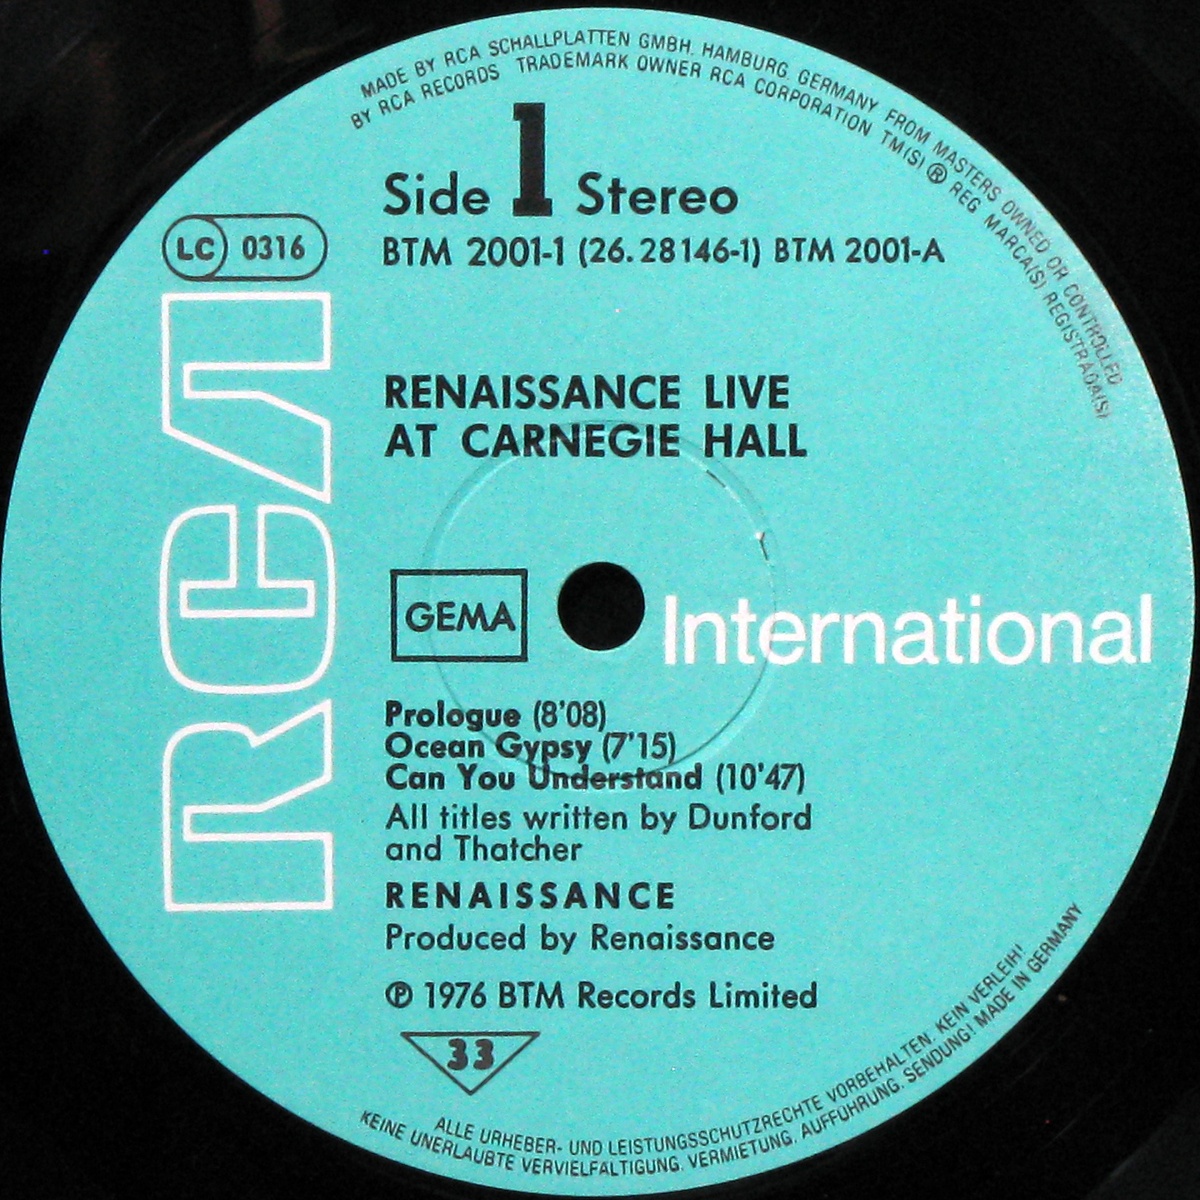 MADE BY RCA SCHALLPLATTEN GMBH. HAMBURG. GERMANY FROM MASTERS OWNED OR CONTROLLED
BY RCA RECORDS TRADEMARK OWNER RCA CORPORATION TM(S) ® REG. MARCA(S) REGISTRADA(S)
Side 1 Stereo
LC 0316
BTM 2001-1 (26.28146-1) BTM 2001-A
RENAISSANCE LIVE
AT CARNEGIE HALL
RCA
GEMA
International
Prologue (8'08)
Ocean Gypsy (7'15)
Can You Understand (10'47)
All titles written by Dunford
and Thatcher
RENAISSANCE
Produced by Renaissance
℗ 1976 BTM Records Limited
33
ALLE URHEBER- UND LEISTUNGSSCHUTZRECHTE VORBEHALTEN. KEIN VERLEIH!
KEINE UNERLAUBTE VERVIELFÄLTIGUNG. VERMIETUNG. AUFFÜHRUNG. SENDUNG! MADE IN GERMANY